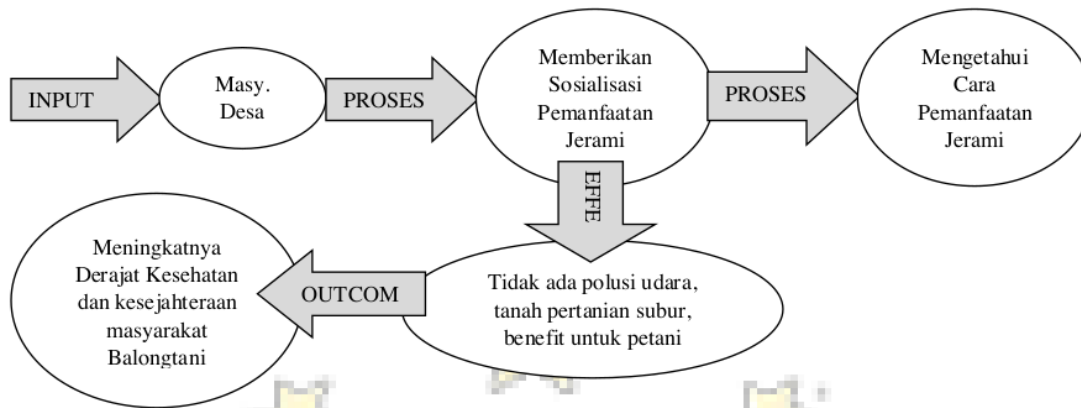 INPUT
Masy.
Desa
PROSES
Memberikan
Sosialisasi
Pemanfaatan
Jerami
PROSES
Mengetahui
Cara
Pemanfaatan
Jerami
EFFE
Tidak ada polusi udara,
tanah pertanian subur,
benefit untuk petani
OUTCOM
Meningkatnya
Derajat Kesehatan
dan kesejahteraan
masyarakat
Balongtani